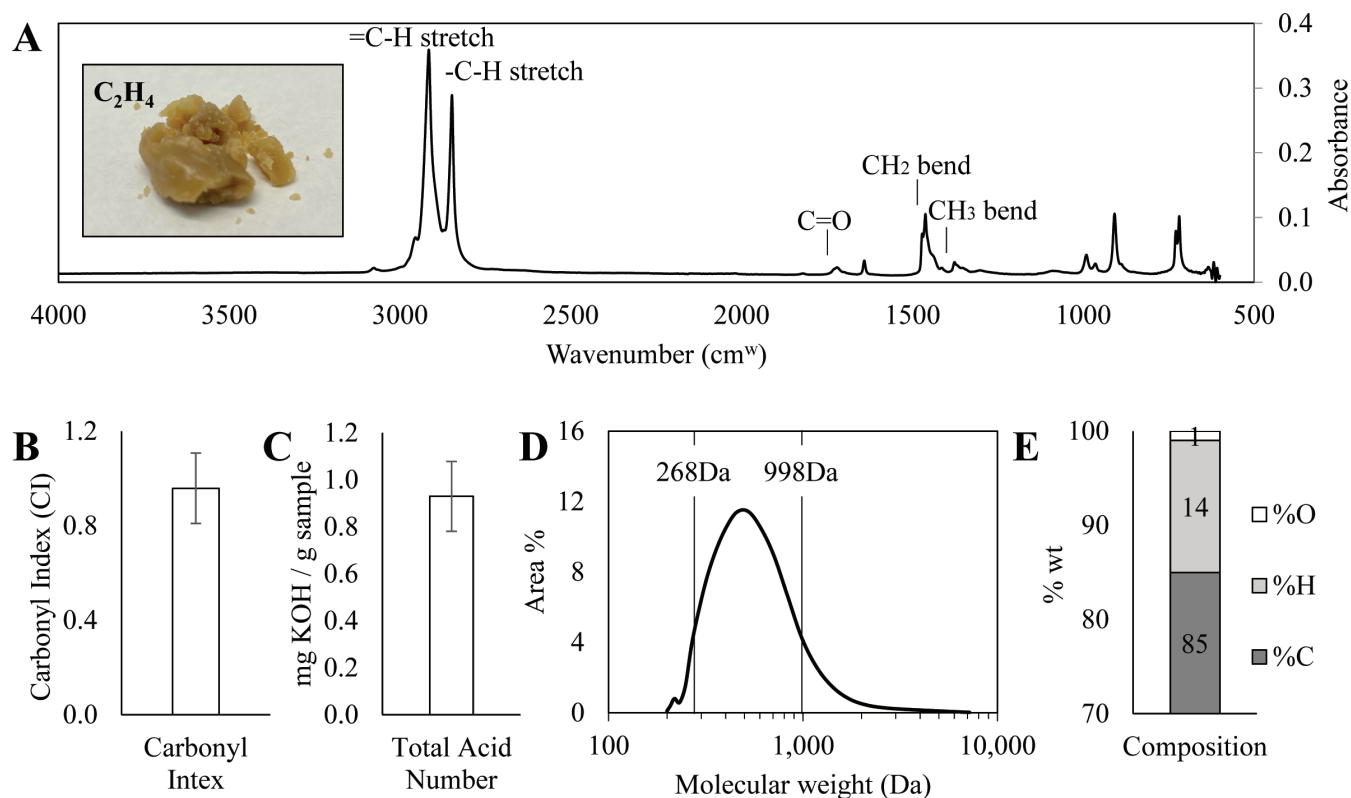 A
=C-H stretch
-C-H stretch
C₂H₄
CH₂ bend
CH₃ bend
C=O
0.4
0.3
0.2
0.1
0.0
Absorbance
4000 3500 3000 2500 2000 1500 1000 500
Wavenumber (cmʷ)
B
Carbonyl Index (CI)
1.2
0.8
0.4
0.0
Carbonyl
Intex
C
mg KOH / g sample
1.2
1.0
0.8
0.6
0.4
0.2
0.0
Total Acid
Number
D
Area %
16
12
8
4
0
268Da 998Da
100 1,000 10,000
Molecular weight (Da)
E
% wt
100
90
80
70
1
14
85
Composition
%O
%H
%C